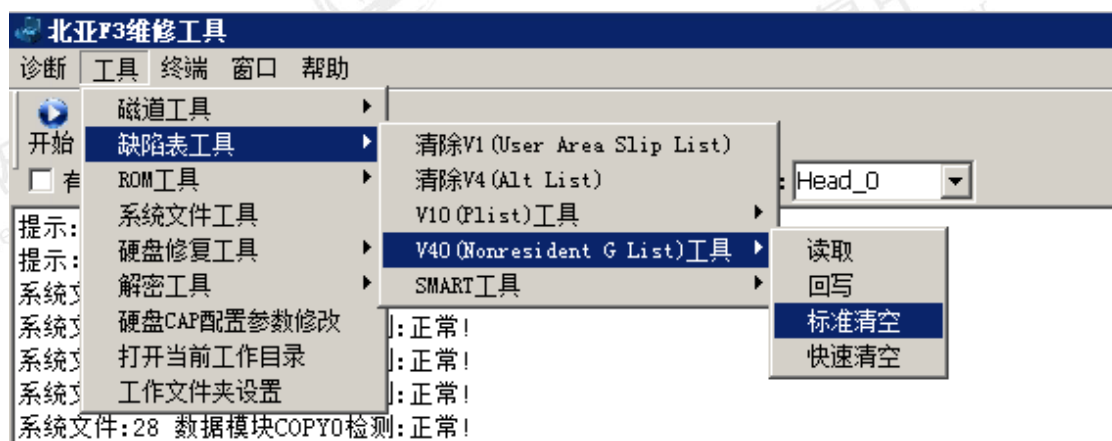 北亚F3维修工具
诊断 工具 终端 窗口 帮助
开始
磁道工具
缺陷表工具
ROM工具
系统文件工具
硬盘修复工具
解密工具
硬盘CAP配置参数修改
打开当前工作目录
工作文件夹设置
清除V1(User Area Slip List)
清除V4(Alt List)
V10(Plist)工具
V40(Nonresident G List)工具
SMART工具
读取
回写
标准清空
快速清空
Head_0
提示:
提示:
系统
系统 :正常!
系统 :正常!
系统 :正常!
系统文件:28 数据模块COPY0检测:正常!